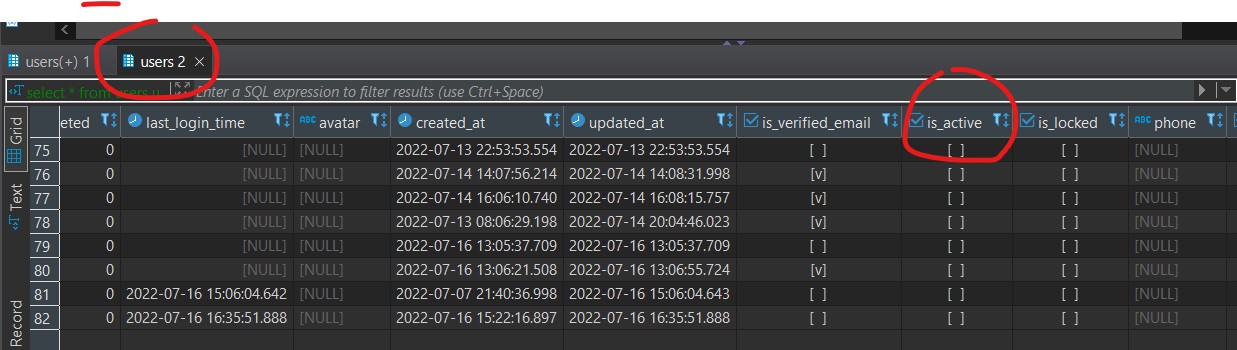 users(+) 1 users 2
select * from users u Enter a SQL expression to filter results (use Ctrl+Space)
Grid Text Record
eted last_login_time ABC avatar created_at updated_at is_verified_email is_active is_locked ABC phone
75 0 [NULL] [NULL] 2022-07-13 22:53:53.554 2022-07-13 22:53:53.554 [ ] [ ] [ ] [NULL]
76 0 [NULL] [NULL] 2022-07-14 14:07:56.214 2022-07-14 14:08:31.998 [v] [ ] [ ] [NULL]
77 0 [NULL] [NULL] 2022-07-14 16:06:10.740 2022-07-14 16:08:15.757 [v] [ ] [ ] [NULL]
78 0 [NULL] [NULL] 2022-07-13 08:06:29.198 2022-07-14 20:04:46.023 [v] [ ] [ ] [NULL]
79 0 [NULL] [NULL] 2022-07-16 13:05:37.709 2022-07-16 13:05:37.709 [ ] [ ] [ ] [NULL]
80 0 [NULL] [NULL] 2022-07-16 13:06:21.508 2022-07-16 13:06:55.724 [v] [ ] [ ] [NULL]
81 0 2022-07-16 15:06:04.642 [NULL] 2022-07-07 21:40:36.998 2022-07-16 15:06:04.643 [ ] [ ] [ ] [NULL]
82 0 2022-07-16 16:35:51.888 [NULL] 2022-07-16 15:22:16.897 2022-07-16 16:35:51.888 [ ] [ ] [ ] [NULL]